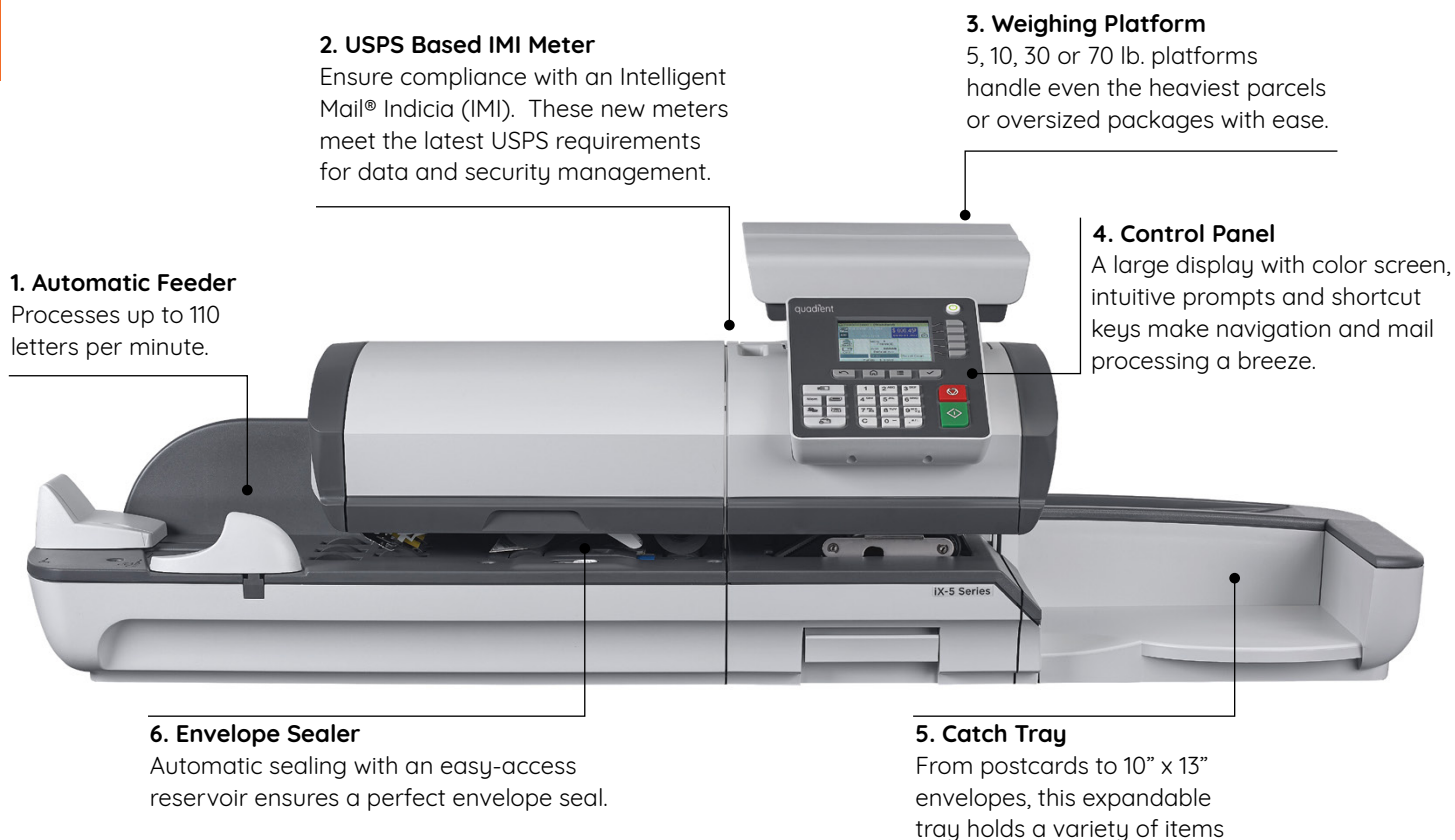 2. USPS Based IMI Meter
Ensure compliance with an Intelligent
Mail® Indicia (IMI).  These new meters
meet the latest USPS requirements
for data and security management.
3. Weighing Platform
5, 10, 30 or 70 lb. platforms
handle even the heaviest parcels
or oversized packages with ease.
1. Automatic Feeder
Processes up to 110
letters per minute.
4. Control Panel
A large display with color screen,
intuitive prompts and shortcut
keys make navigation and mail
processing a breeze.
quadient
iX-5 Series
6. Envelope Sealer
Automatic sealing with an easy-access
reservoir ensures a perfect envelope seal.
5. Catch Tray
From postcards to 10” x 13”
envelopes, this expandable
tray holds a variety of items